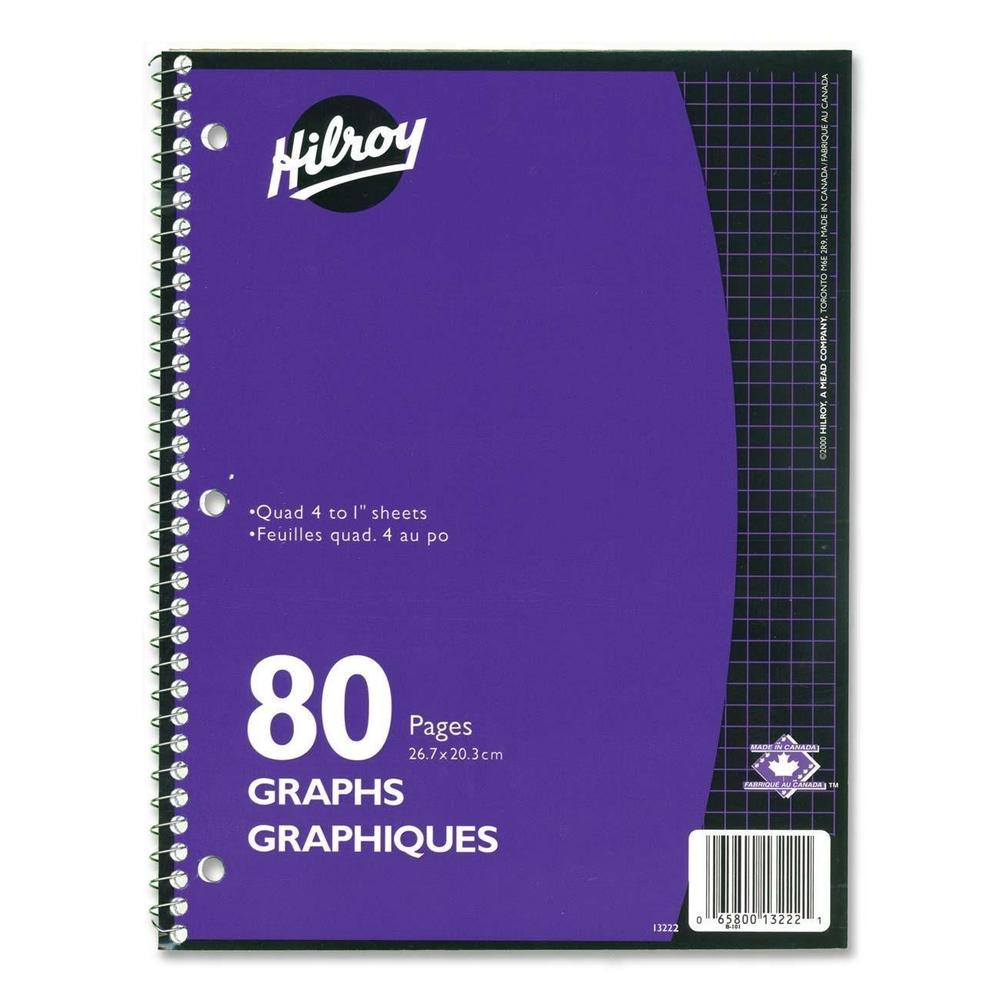 Hilroy
©2000 HILROY, A MEAD COMPANY, TORONTO M6E 2R9, MADE IN CANADA/FABRIQUE AU CANADA
•Quad 4 to 1" sheets
•Feuilles quad. 4 au po
80 Pages
26.7 x 20.3 cm
GRAPHS
GRAPHIQUES
MADE IN CANADA
FABRIQUÉ AU CANADA TM
13222
0 65800 13222 1
B-101